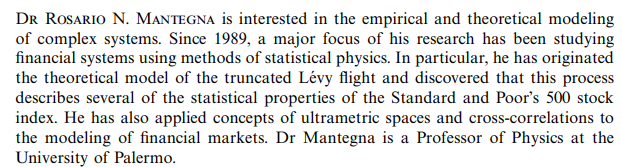 DR ROSARIO N. MANTEGNA is interested in the empirical and theoretical modeling
of complex systems. Since 1989, a major focus of his research has been studying
financial systems using methods of statistical physics. In particular, he has originated
the theoretical model of the truncated Lévy flight and discovered that this process
describes several of the statistical properties of the Standard and Poor's 500 stock
index. He has also applied concepts of ultrametric spaces and cross-correlations to
the modeling of financial markets. Dr Mantegna is a Professor of Physics at the
University of Palermo.